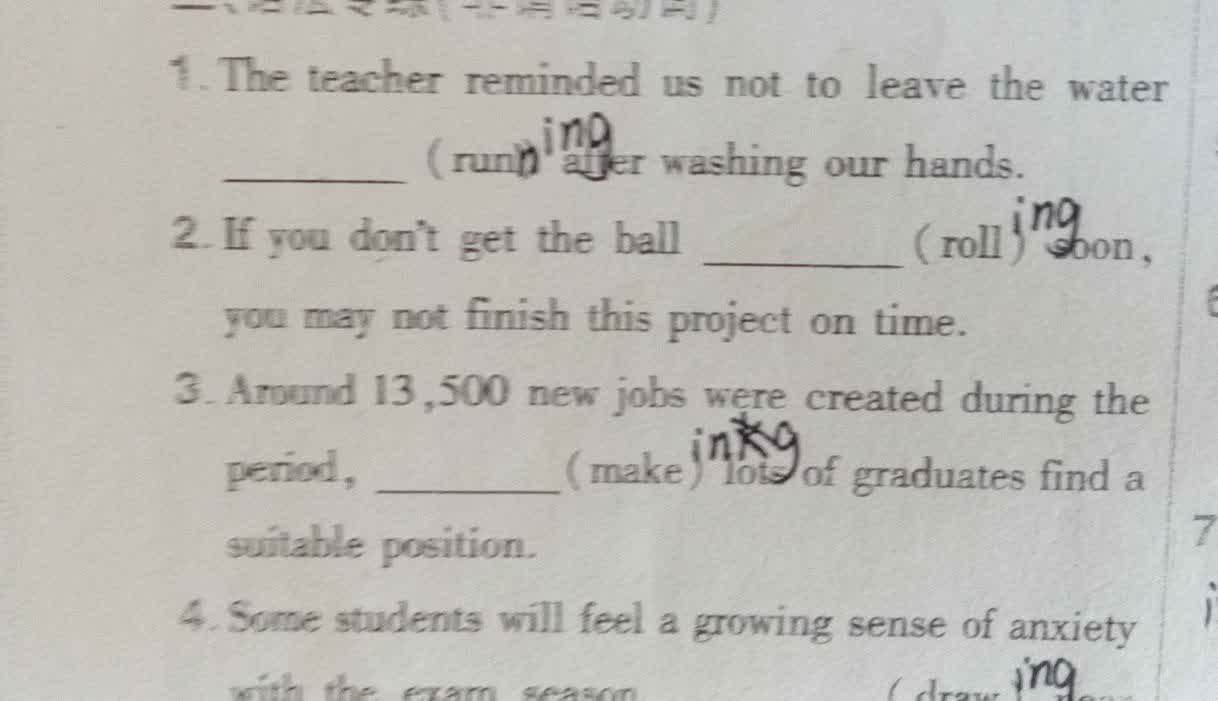 1. The teacher reminded us not to leave the water
________ (run)ning after washing our hands.
2. If you don't get the ball ________ (roll)ing soon,
you may not finish this project on time.
3. Around 13,500 new jobs were created during the
period, ________ (make)ing lots of graduates find a
suitable position.
4. Some students will feel a growing sense of anxiety
with the exam season ________ (draw ing
7